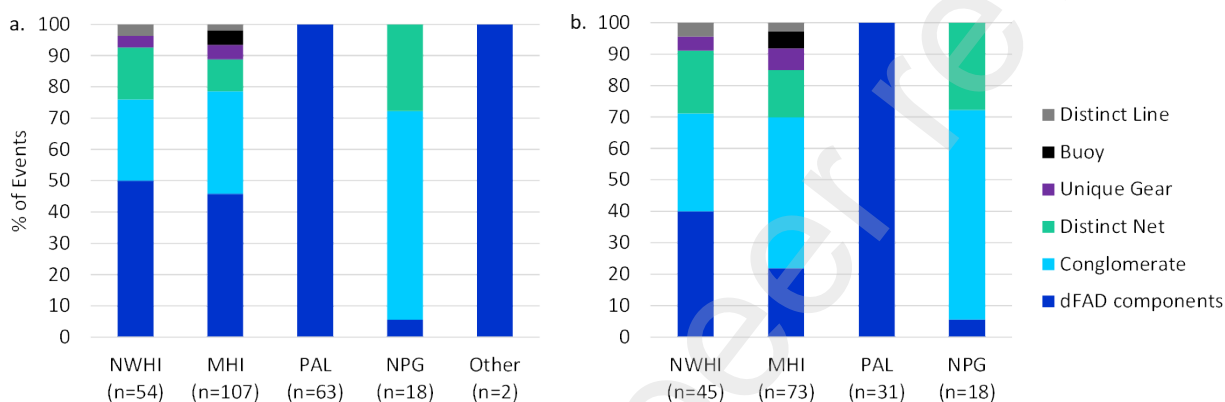 a.
% of Events
100
90
80
70
60
50
40
30
20
10
0
NWHI
(n=54)
MHI
(n=107)
PAL
(n=63)
NPG
(n=18)
Other
(n=2)
b.
100
90
80
70
60
50
40
30
20
10
0
NWHI
(n=45)
MHI
(n=73)
PAL
(n=31)
NPG
(n=18)
Distinct Line
Buoy
Unique Gear
Distinct Net
Conglomerate
dFAD components
peer re